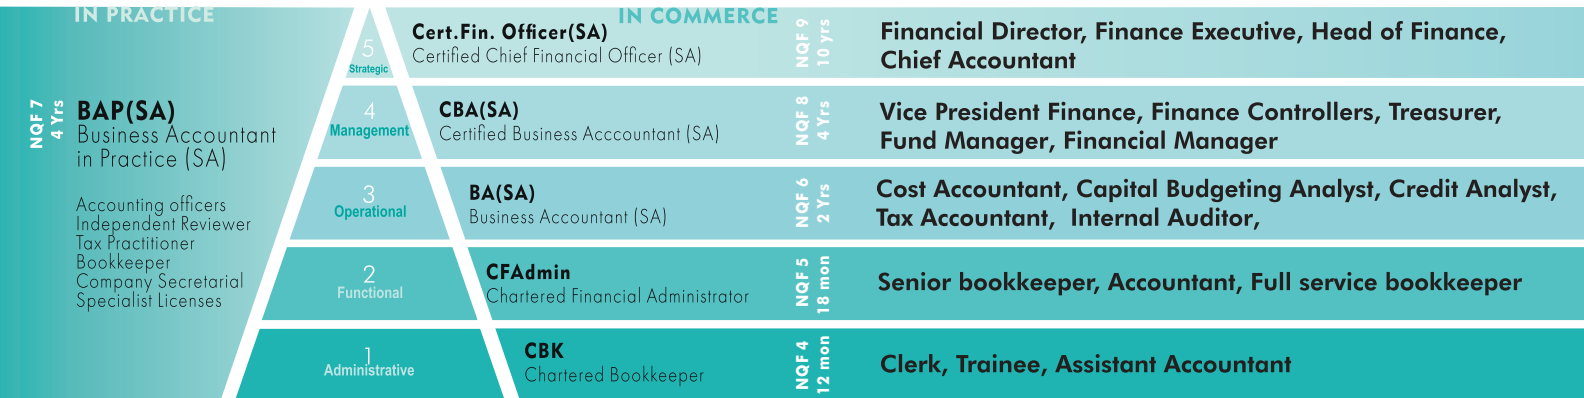 IN PRACTICE
NQF 7
4 Yrs
BAP(SA)
Business Accountant
in Practice (SA)
Accounting officers
Independent Reviewer
Tax Practitioner
Bookkeeper
Company Secretarial
Specialist Licenses
IN COMMERCE
5
Strategic
Cert.Fin. Officer(SA)
Certified Chief Financial Officer (SA)
NQF 9
10 yrs
Financial Director, Finance Executive, Head of Finance,
Chief Accountant
4
Management
CBA(SA)
Certified Business Acccountant (SA)
NQF 8
4 Yrs
Vice President Finance, Finance Controllers, Treasurer,
Fund Manager, Financial Manager
3
Operational
BA(SA)
Business Accountant (SA)
NQF 6
2 Yrs
Cost Accountant, Capital Budgeting Analyst, Credit Analyst,
Tax Accountant,  Internal Auditor,
2
Functional
CFAdmin
Chartered Financial Administrator
NQF 5
18 mon
Senior bookkeeper, Accountant, Full service bookkeeper
1
Administrative
CBK
Chartered Bookkeeper
NQF 4
12 mon
Clerk, Trainee, Assistant Accountant